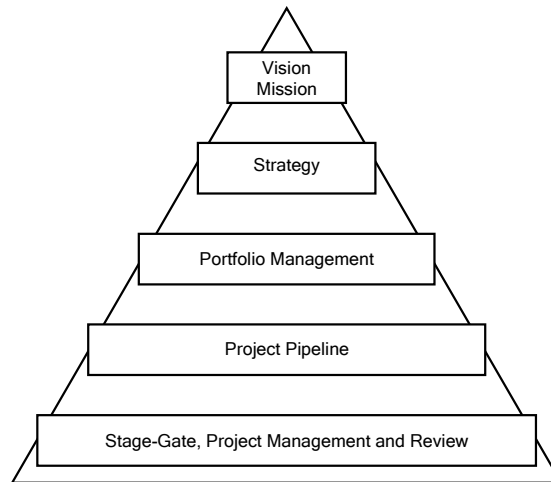 Vision
Mission
Strategy
Portfolio Management
Project Pipeline
Stage-Gate, Project Management and Review